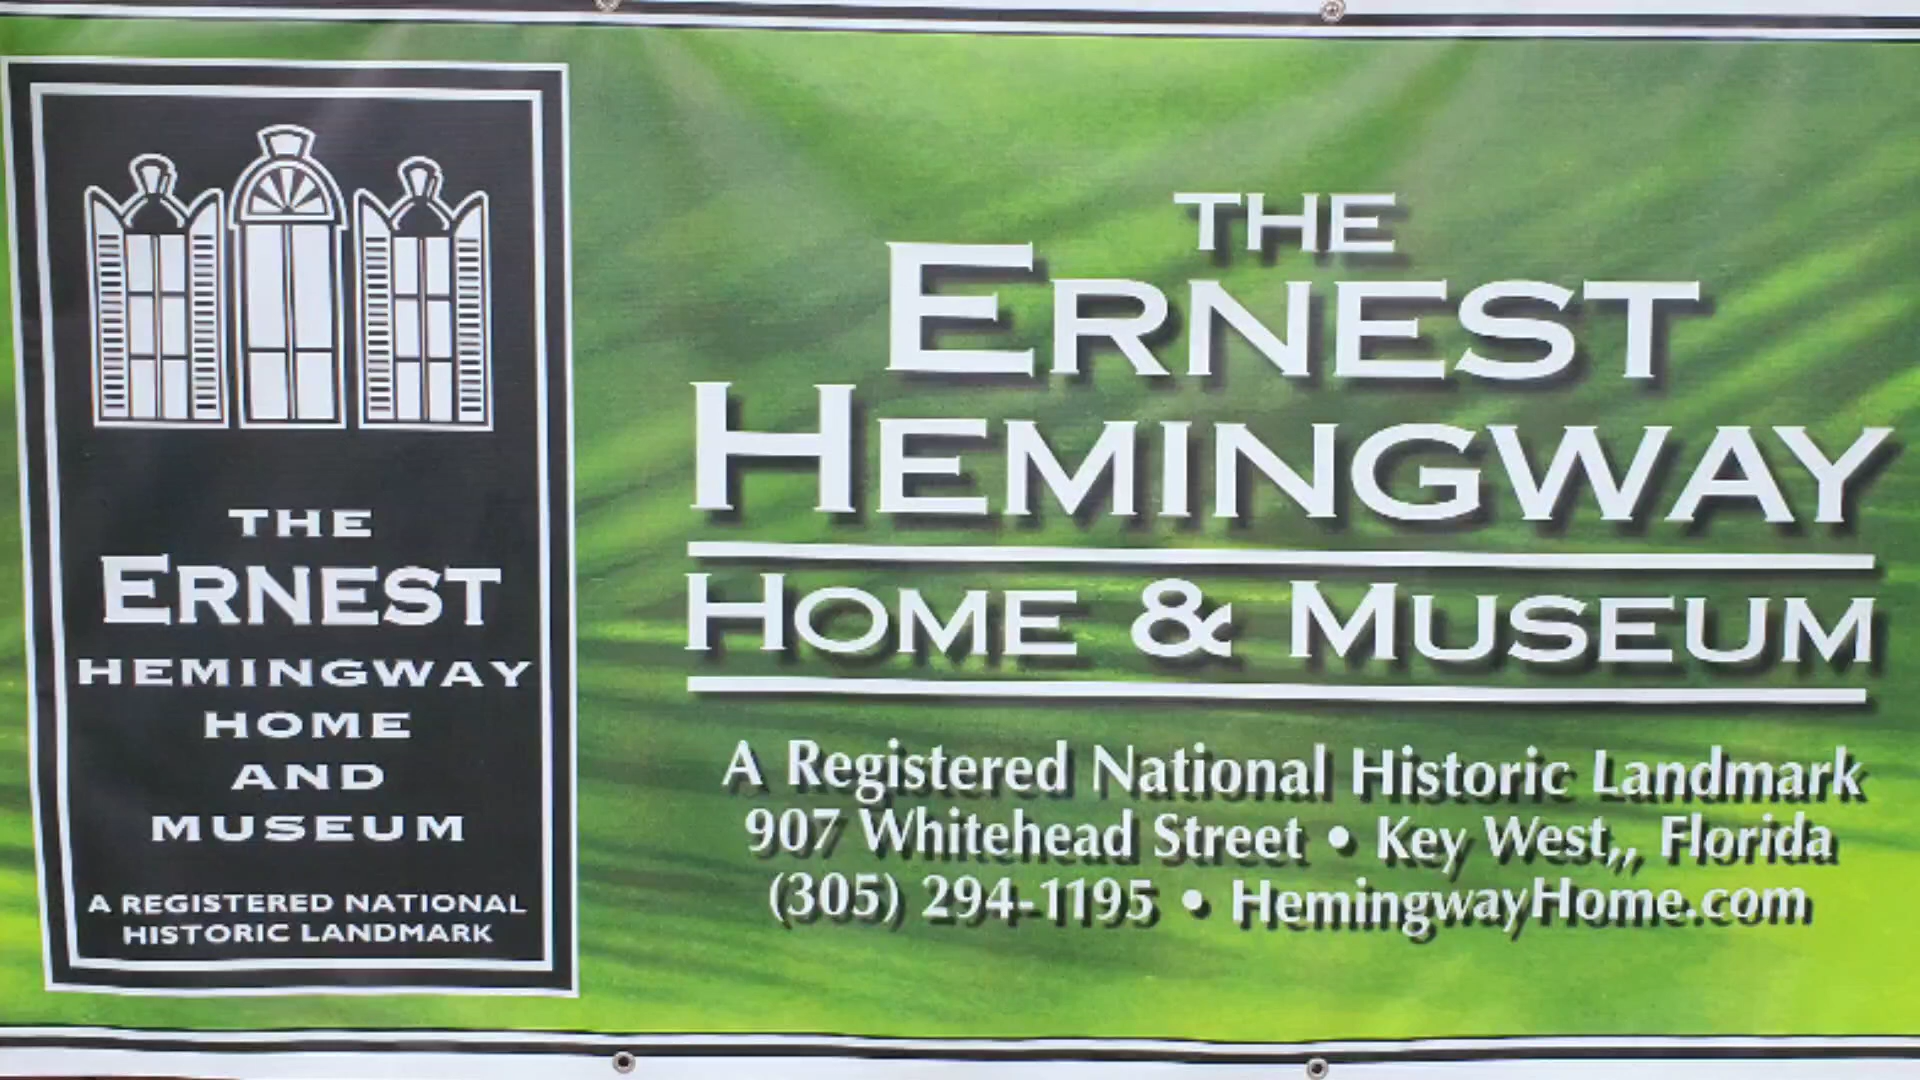 THE
ERNEST
HEMINGWAY
HOME
AND
MUSEUM
A REGISTERED NATIONAL
HISTORIC LANDMARK
THE
ERNEST
HEMINGWAY
HOME & MUSEUM
A Registered National Historic Landmark
907 Whitehead Street • Key West,, Florida
(305) 294-1195 • HemingwayHome.com